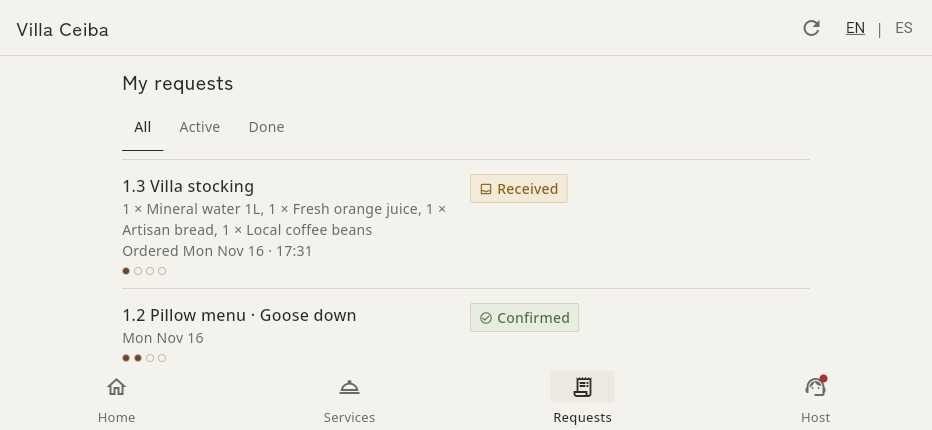 Villa Ceiba
EN | ES
My requests
All Active Done
1.3 Villa stocking
Received
1 × Mineral water 1L, 1 × Fresh orange juice, 1 ×
Artisan bread, 1 × Local coffee beans
Ordered Mon Nov 16 · 17:31
1.2 Pillow menu · Goose down
Confirmed
Mon Nov 16
Home Services Requests Host